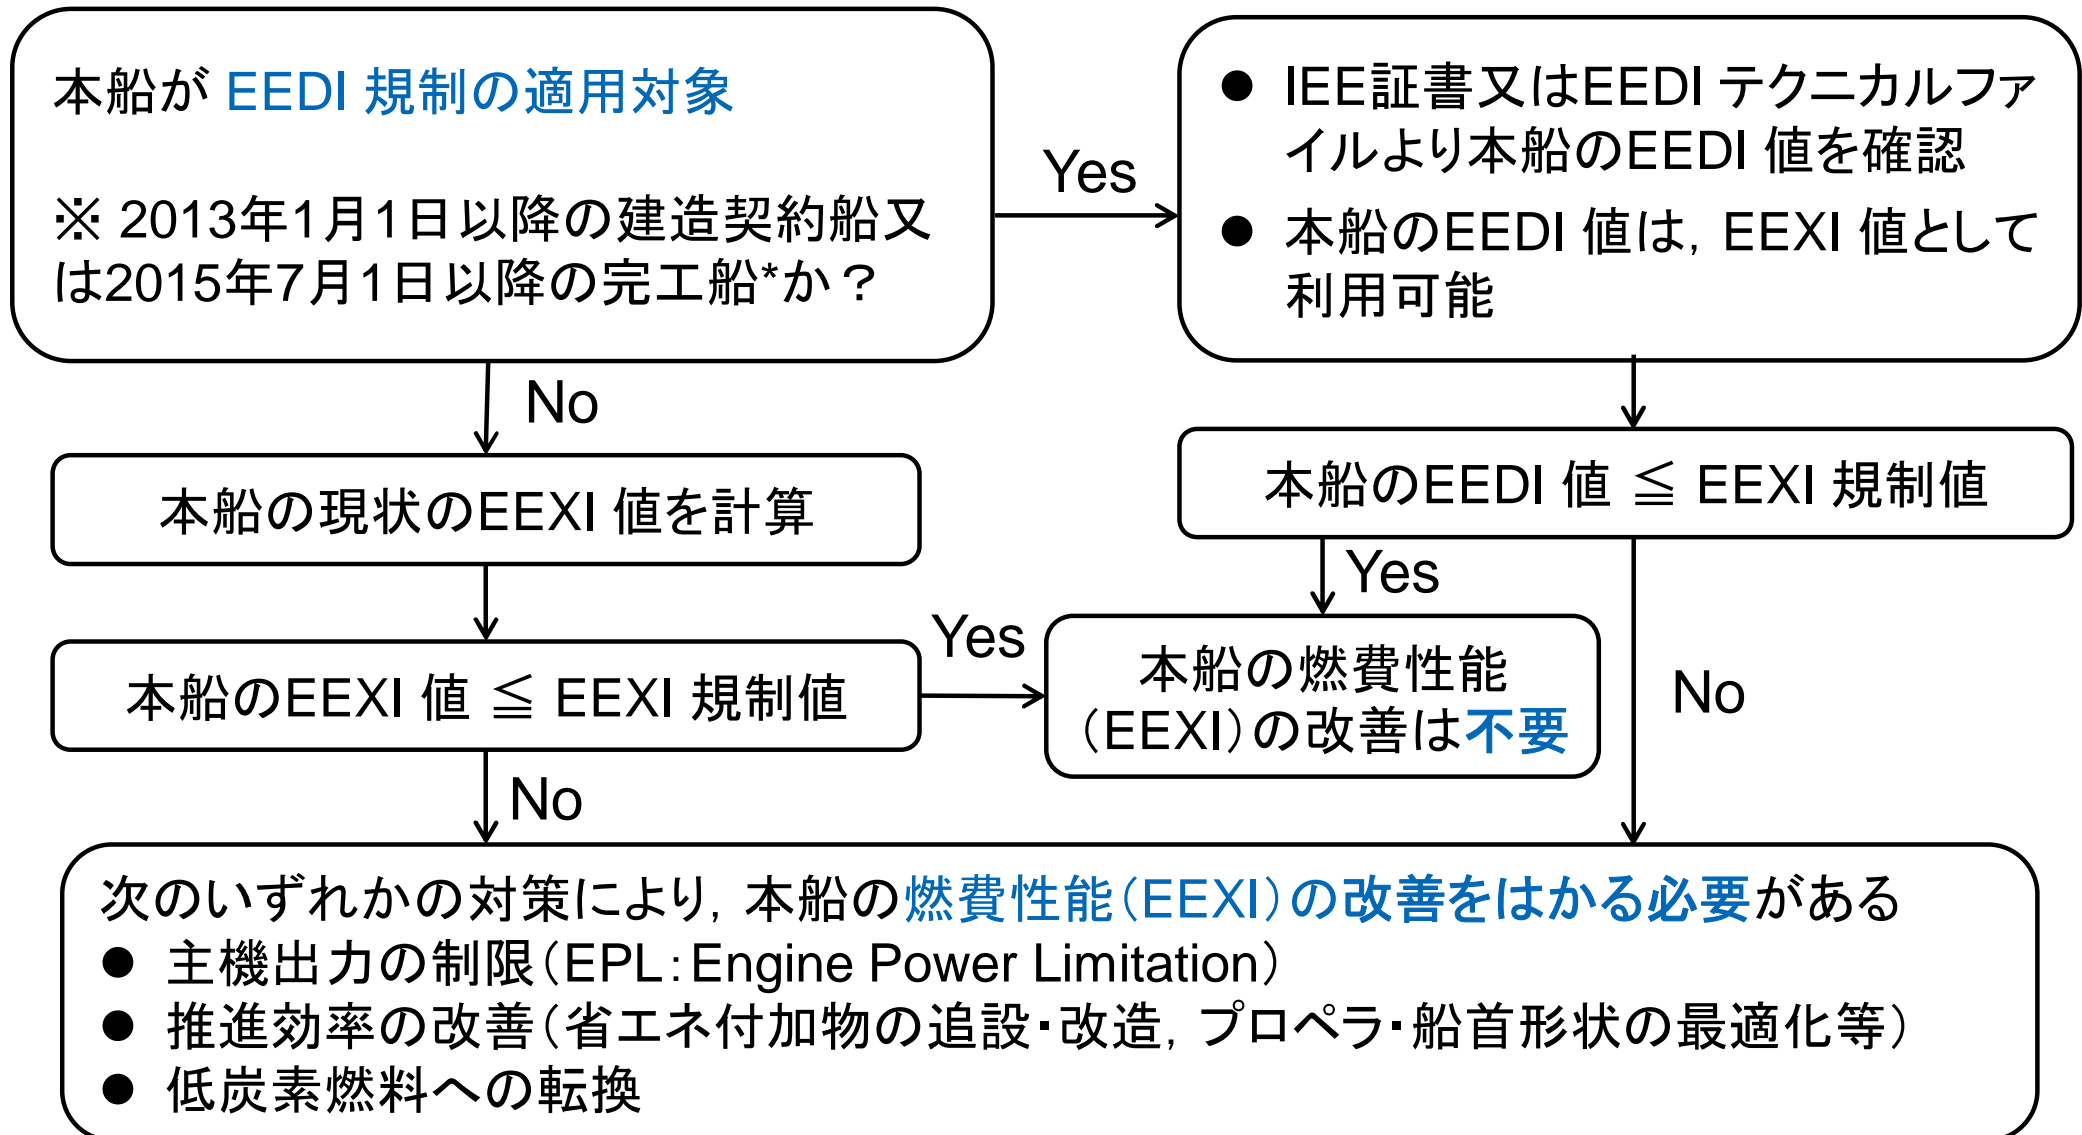 本船が EEDI 規制の適用対象
※ 2013年1月1日以降の建造契約船又
は2015年7月1日以降の完工船*か？
Yes
● IEE証書又はEEDI テクニカルファ
イルより本船のEEDI 値を確認
● 本船のEEDI 値は，EEXI 値として
利用可能
No
本船の現状のEEXI 値を計算
本船のEEDI 値 ≦ EEXI 規制値
Yes
本船のEEXI 値 ≦ EEXI 規制値
Yes
本船の燃費性能
（EEXI）の改善は不要
No
No
次のいずれかの対策により，本船の燃費性能（EEXI）の改善をはかる必要がある
● 主機出力の制限（EPL：Engine Power Limitation）
● 推進効率の改善（省エネ付加物の追設・改造，プロペラ・船首形状の最適化等）
● 低炭素燃料への転換